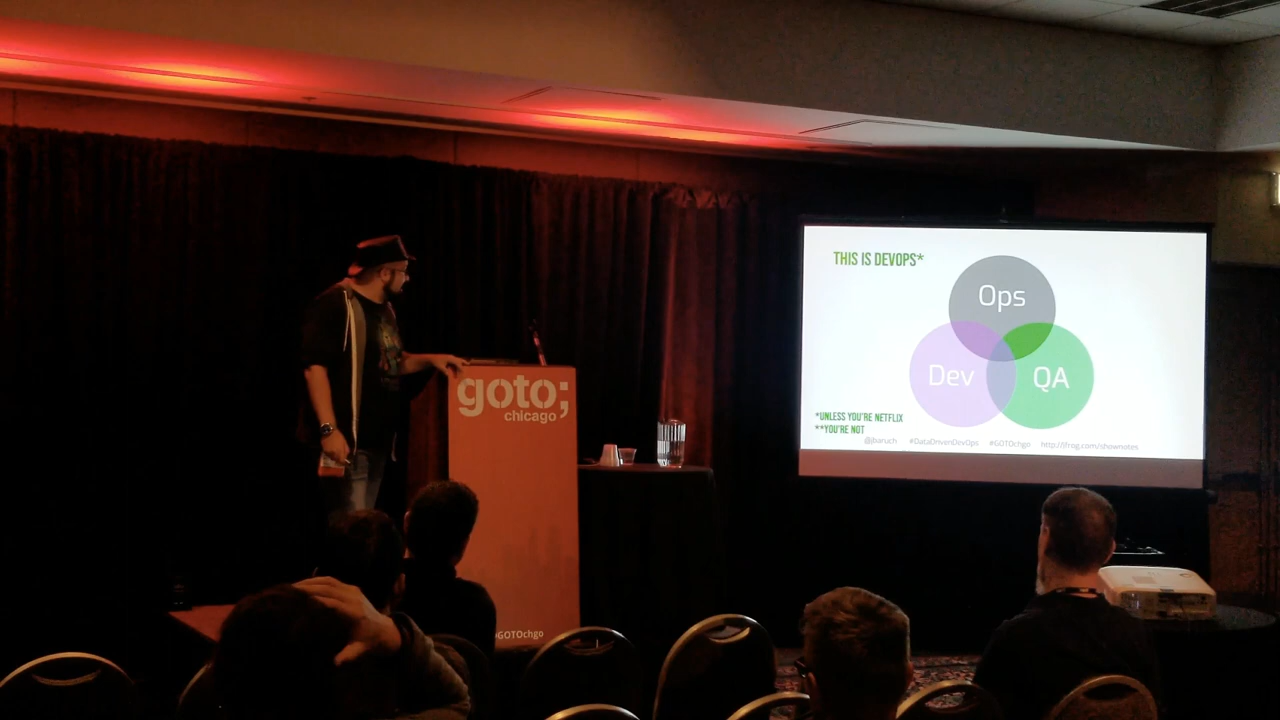 goto;
chicago
@GOTOchgo
THIS IS DEVOPS*
Ops
Dev
QA
*UNLESS YOU'RE NETFLIX
**YOU'RE NOT
@jbaruch #DataDrivenDevOps #GOTOchgo http://jfrog.com/shownotes